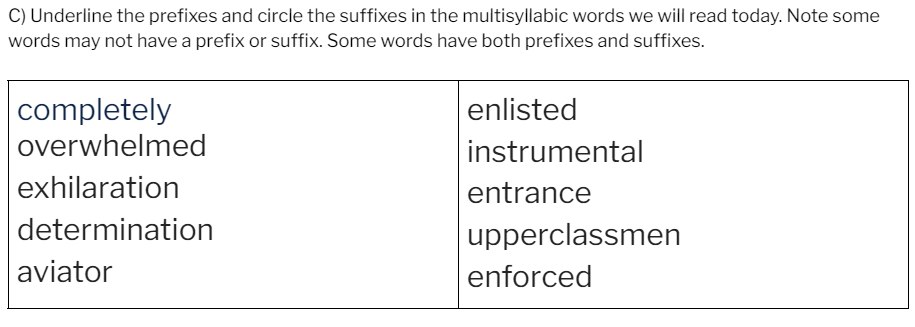 C) Underline the prefixes and circle the suffixes in the multisyllabic words we will read today. Note some
words may not have a prefix or suffix. Some words have both prefixes and suffixes.
completely
overwhelmed
exhilaration
determination
aviator
enlisted
instrumental
entrance
upperclassmen
enforced